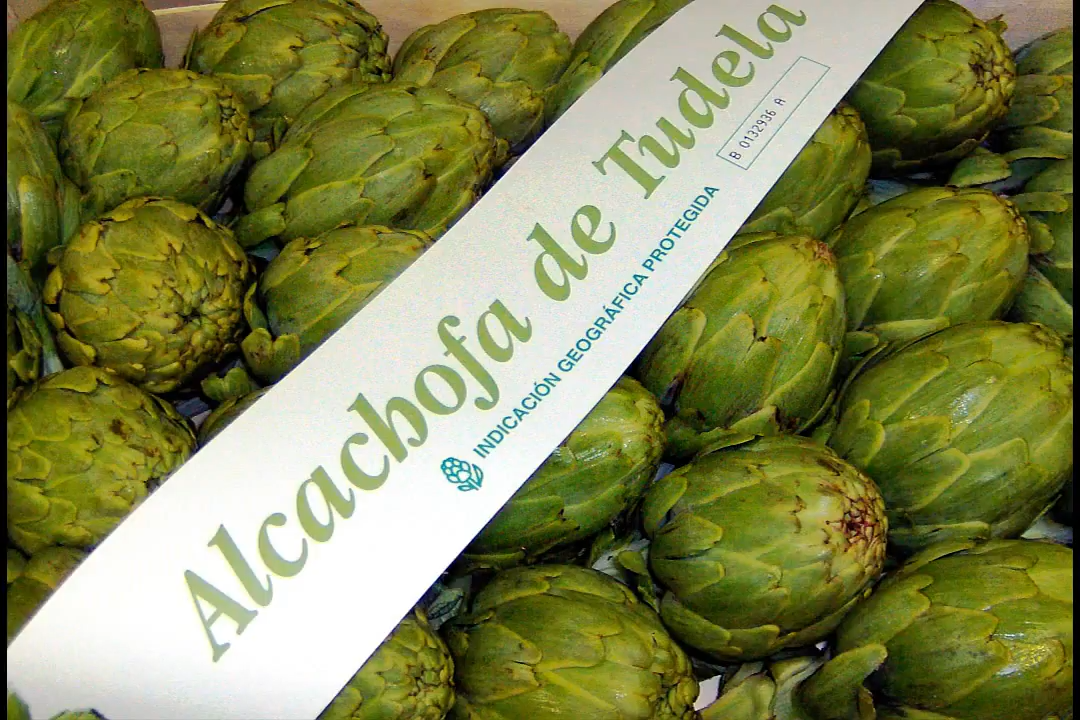 Alcachofa de Tudela
INDICACIÓN GEOGRÁFICA PROTEGIDA
B 0132936 A